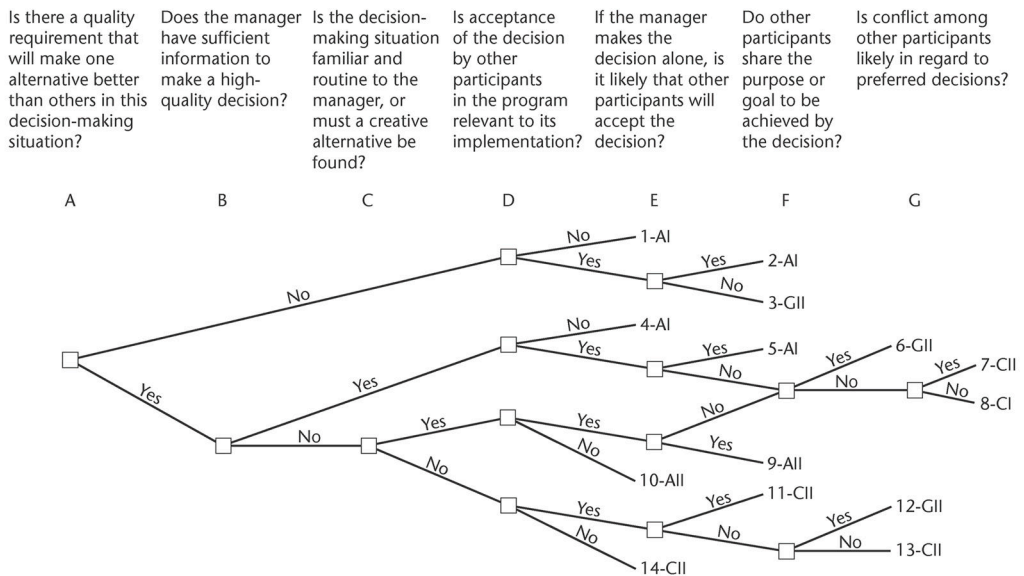 Is there a quality
requirement that
will make one
alternative better
than others in this
decision-making
situation?
Does the manager
have sufficient
information to
make a high-
quality decision?
Is the decision-
making situation
familiar and
routine to the
manager, or
must a creative
alternative be
found?
Is acceptance
of the decision
by other
participants
in the program
relevant to its
implementation?
If the manager
makes the
decision alone, is
it likely that other
participants will
accept the
decision?
Do other
participants
share the
purpose or
goal to be
achieved by
the decision?
Is conflict among
other participants
likely in regard to
preferred decisions?
A
B
C
D
E
F
G
No
1-AI
Yes
Yes
2-AI
No
3-GII
No
No
4-AI
Yes
Yes
5-AI
No
Yes
6-GII
No
Yes
7-CII
No
8-CI
Yes
Yes
No
Yes
Yes
No
Yes
9-AII
No
10-AII
No
Yes
Yes
11-CII
No
Yes
12-GII
No
13-CII
No
14-CII